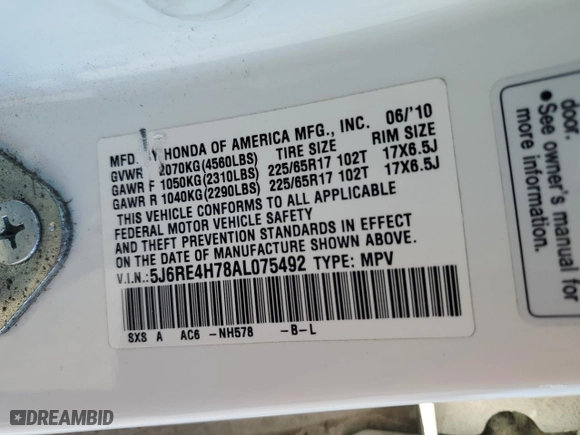 MFD. BY HONDA OF AMERICA MFG., INC. 06/'10
GVWR 2070KG(4560LBS) TIRE SIZE RIM SIZE
GAWR F 1050KG(2310LBS) 225/65R17 102T 17X6.5J
GAWR R 1040KG(2290LBS) 225/65R17 102T 17X6.5J
THIS VEHICLE CONFORMS TO ALL APPLICABLE
FEDERAL MOTOR VEHICLE SAFETY
AND THEFT PREVENTION STANDARDS IN EFFECT
ON THE DATE OF MANUFACTURE SHOWN ABOVE.
V.I.N.: 5J6RE4H78AL075492 TYPE: MPV
SXS A AC6 -NH578 -B-L
door.
• See owner's manual for
DREAMBID